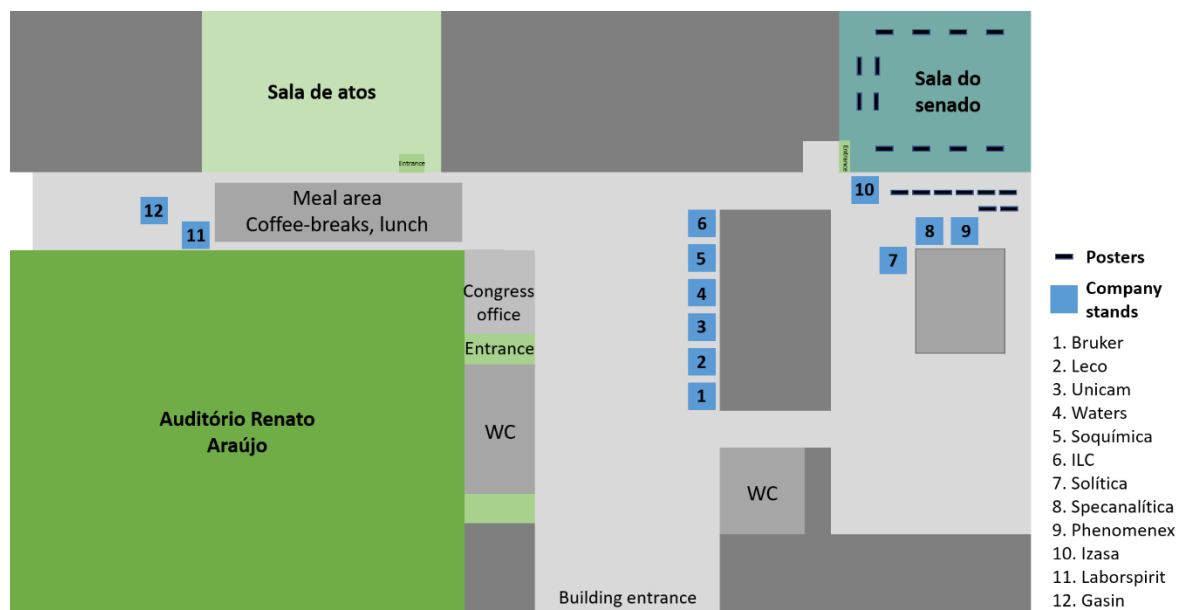 Sala de atos
Entrance
Sala do
senado
Entrance
Meal area
Coffee-breaks, lunch
12
11
10
6
5
4
3
2
1
7
8
9
Congress
office
Entrance
WC
Auditório Renato
Araújo
WC
Building entrance
Posters
Company
stands
1. Bruker
2. Leco
3. Unicam
4. Waters
5. Soquímica
6. ILC
7. Solítica
8. Specanalítica
9. Phenomenex
10. Izasa
11. Laborspirit
12. Gasin